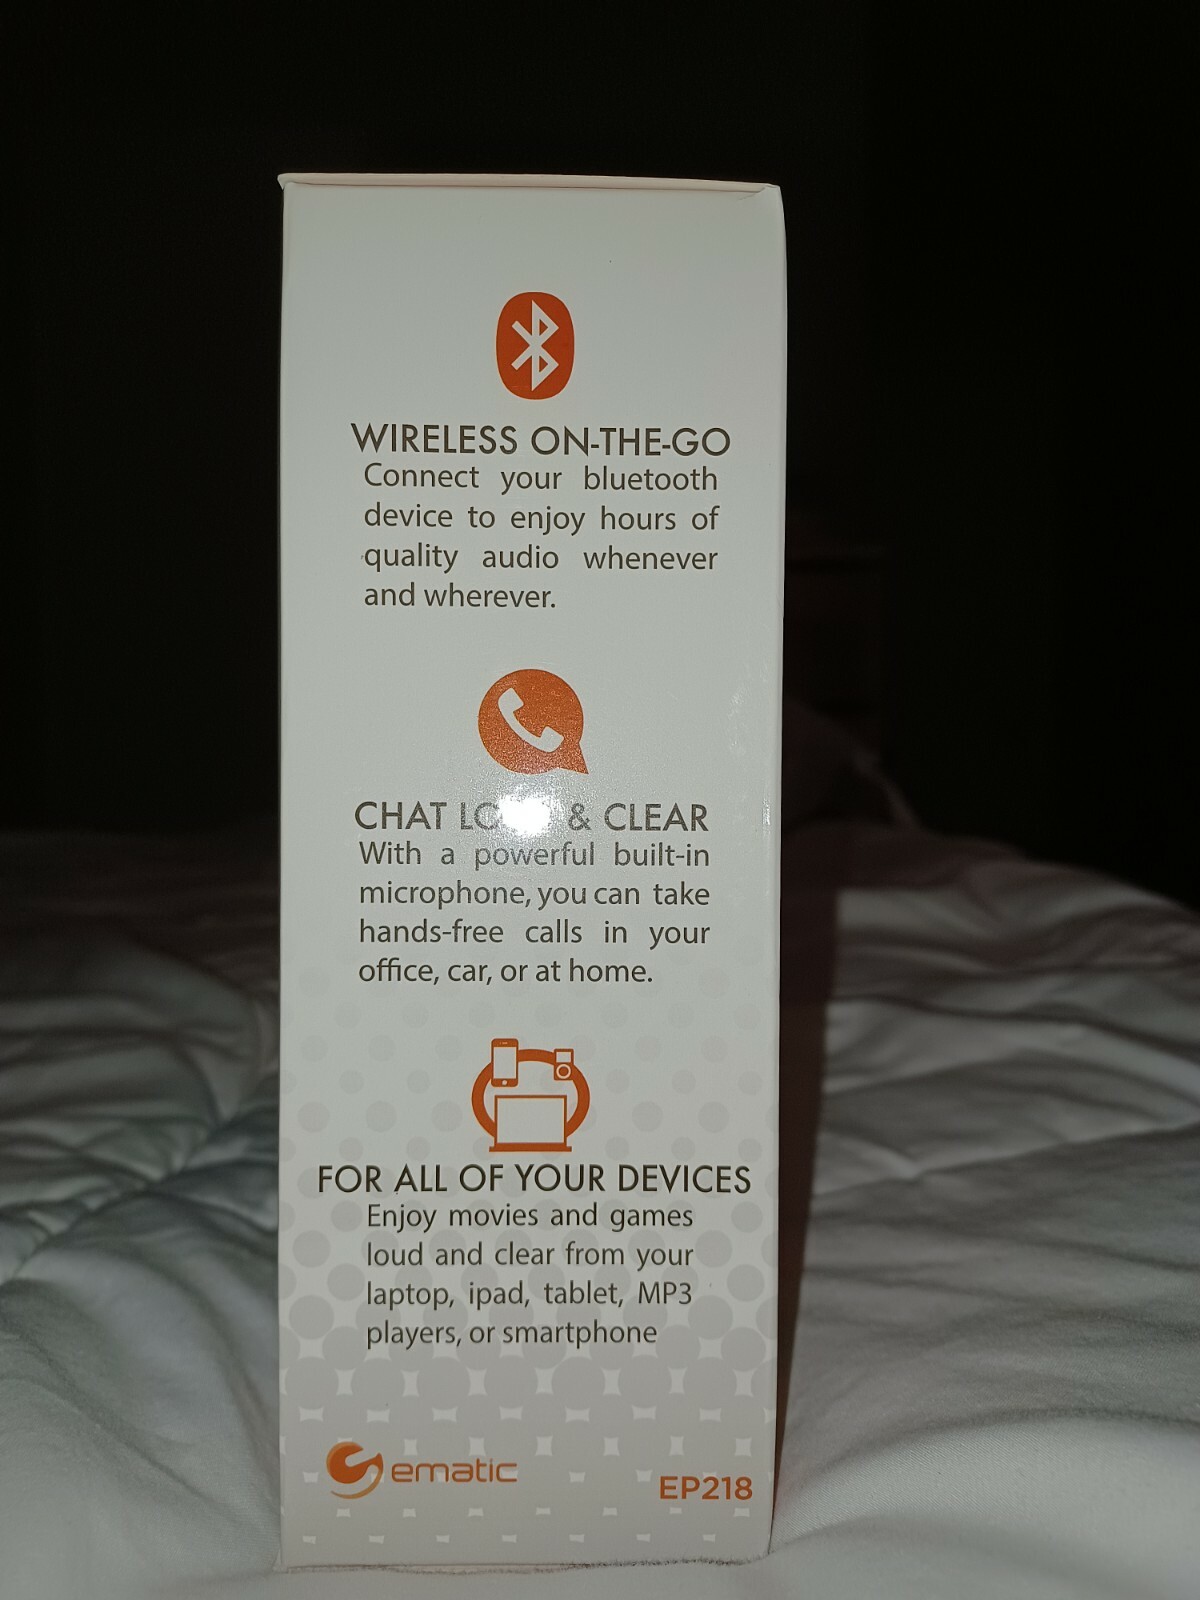 WIRELESS ON-THE-GO
Connect your bluetooth
device to enjoy hours of
quality audio whenever
and wherever.
CHAT & CLEAR
With a powerful built-in
microphone, you can take
hands-free calls in your
office, car, or at home.
FOR ALL OF YOUR DEVICES
Enjoy movies and games
loud and clear from your
laptop, ipad, tablet, MP3
players, or smartphone
ematic
EP218